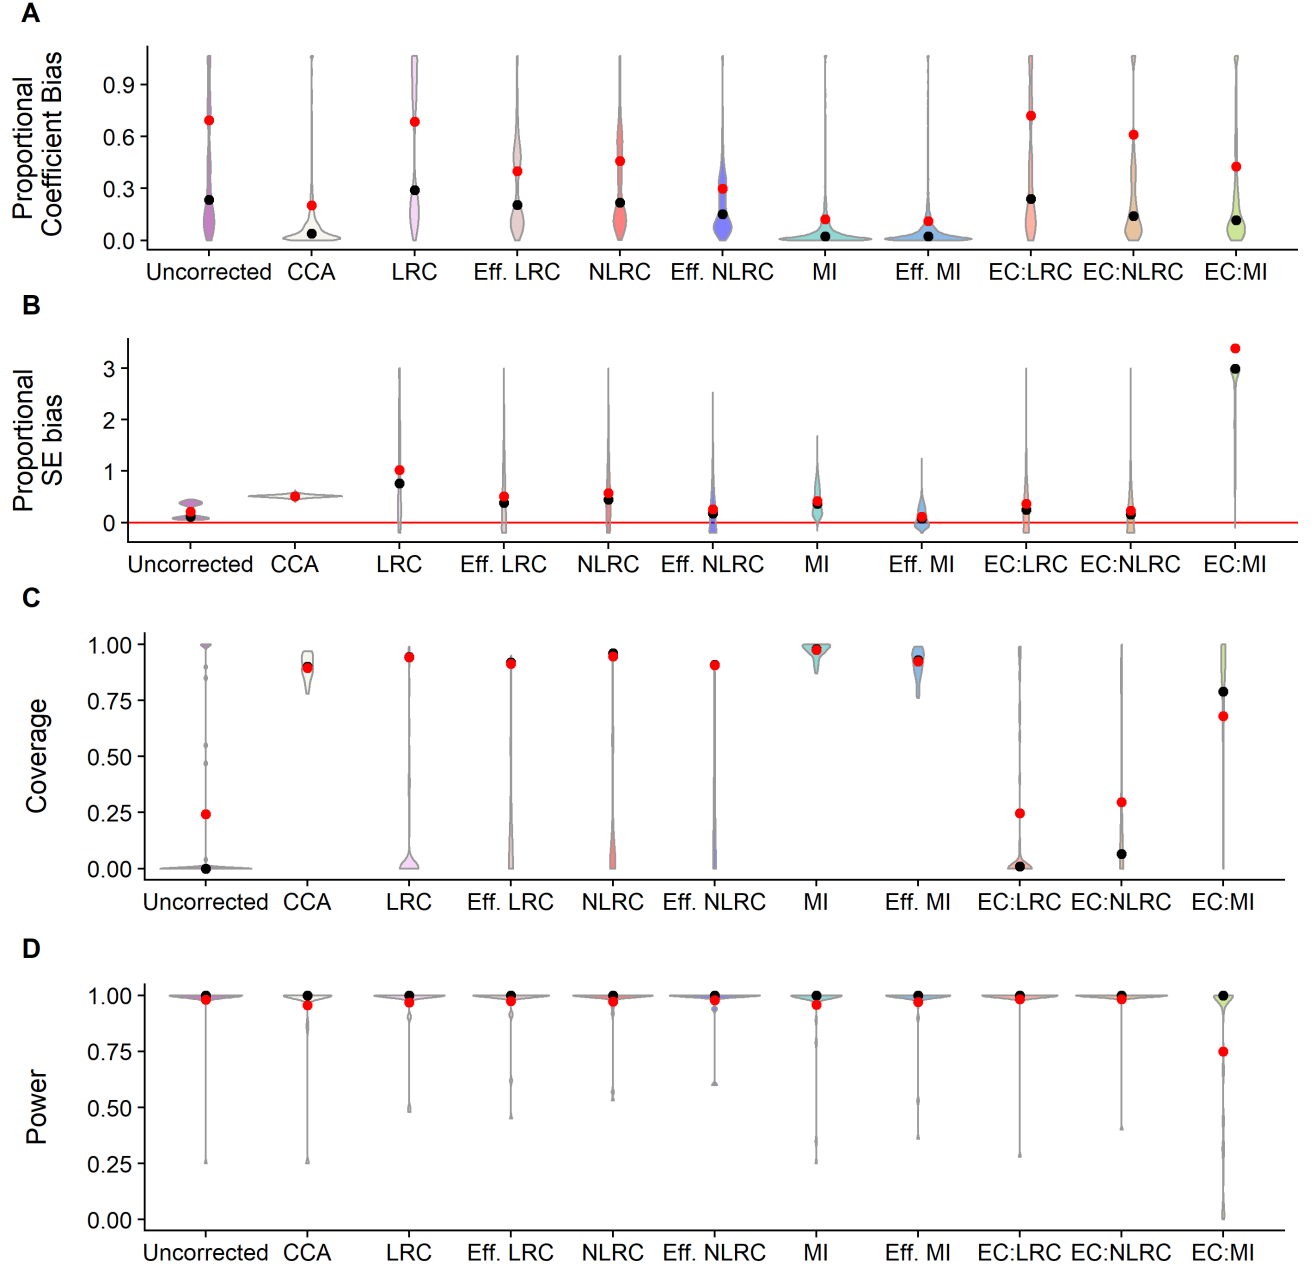 A
Proportional
Coefficient Bias
0.9
0.6
0.3
0.0
Uncorrected CCA LRC Eff. LRC NLRC Eff. NLRC MI Eff. MI EC:LRC EC:NLRC EC:MI
B
Proportional
SE bias
3
2
1
0
Uncorrected CCA LRC Eff. LRC NLRC Eff. NLRC MI Eff. MI EC:LRC EC:NLRC EC:MI
C
Coverage
1.00
0.75
0.50
0.25
0.00
Uncorrected CCA LRC Eff. LRC NLRC Eff. NLRC MI Eff. MI EC:LRC EC:NLRC EC:MI
D
Power
1.00
0.75
0.50
0.25
0.00
Uncorrected CCA LRC Eff. LRC NLRC Eff. NLRC MI Eff. MI EC:LRC EC:NLRC EC:MI